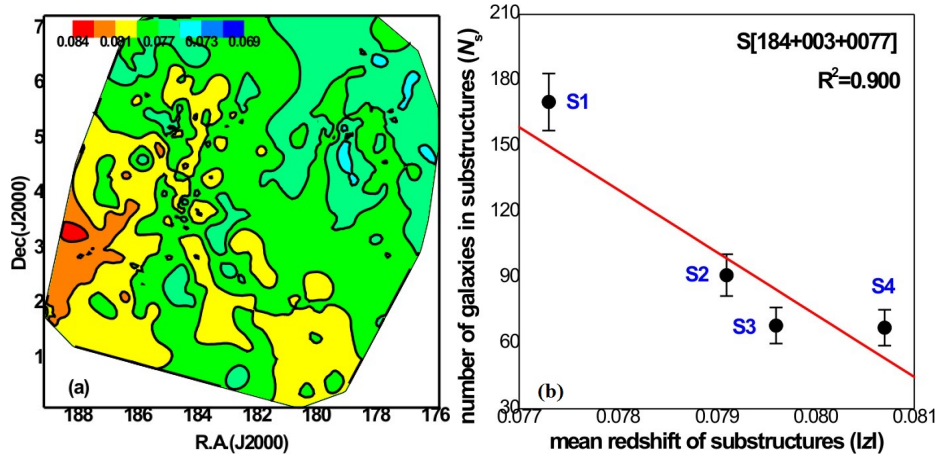 0.084 0.081 0.077 0.073 0.069
7
6
5
4
3
2
1
0
Dec(J2000)
(a)
188 186 184 182 180 178 176
R.A.(J2000)
210
180
150
120
90
60
30
number of galaxies in substructures (Ns)
S[184+003+0077]
R²=0.900
S1
S2
S3
S4
(b)
0.077 0.078 0.079 0.080 0.081
mean redshift of substructures (|z|)